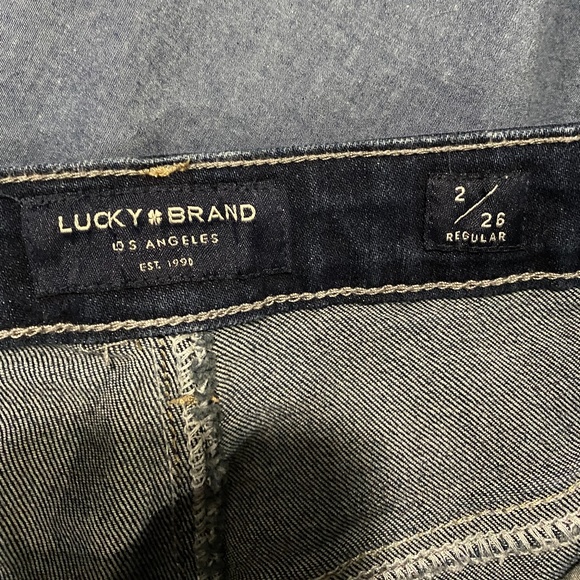 LUCKY BRAND
LOS ANGELES
EST. 1990
2/26
REGULAR